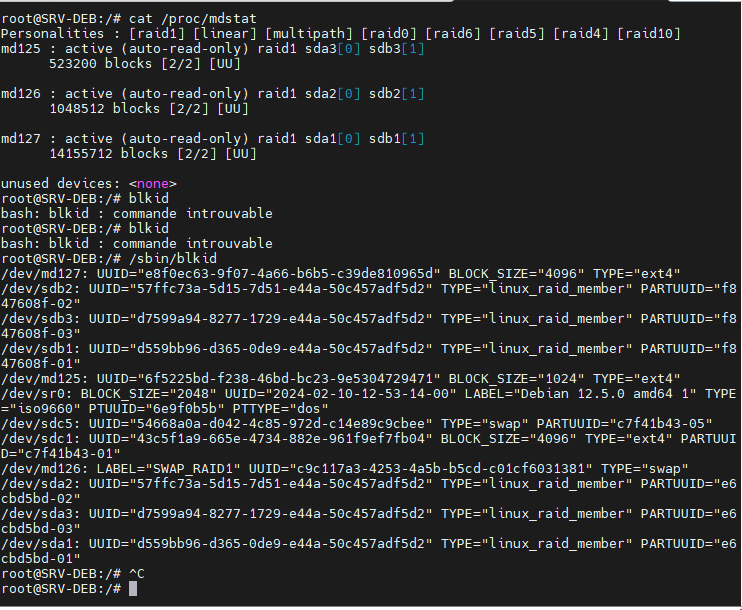 root@SRV-DEB:/# cat /proc/mdstat
Personalities : [raid1] [linear] [multipath] [raid0] [raid6] [raid5] [raid4] [raid10]
md125 : active (auto-read-only) raid1 sda3[0] sdb3[1]
      523200 blocks [2/2] [UU]

md126 : active (auto-read-only) raid1 sda2[0] sdb2[1]
      1048512 blocks [2/2] [UU]

md127 : active (auto-read-only) raid1 sda1[0] sdb1[1]
      14155712 blocks [2/2] [UU]

unused devices: <none>
root@SRV-DEB:/# blkid
bash: blkid : commande introuvable
root@SRV-DEB:/# blkid
bash: blkid : commande introuvable
root@SRV-DEB:/# /sbin/blkid
/dev/md127: UUID="e8f0ec63-9f07-4a66-b6b5-c39de810965d" BLOCK_SIZE="4096" TYPE="ext4"
/dev/sdb2: UUID="57ffc73a-5d15-7d51-e44a-50c457adf5d2" TYPE="linux_raid_member" PARTUUID="f8
47608f-02"
/dev/sdb3: UUID="d7599a94-8277-1729-e44a-50c457adf5d2" TYPE="linux_raid_member" PARTUUID="f8
47608f-03"
/dev/sdb1: UUID="d559bb96-d365-0de9-e44a-50c457adf5d2" TYPE="linux_raid_member" PARTUUID="f8
47608f-01"
/dev/md125: UUID="6f5225bd-f238-46bd-bc23-9e5304729471" BLOCK_SIZE="1024" TYPE="ext4"
/dev/sr0: BLOCK_SIZE="2048" UUID="2024-02-10-12-53-14-00" LABEL="Debian 12.5.0 amd64 1" TYPE
="iso9660" PTUUID="6e9f0b5b" PTTYPE="dos"
/dev/sdc5: UUID="54668a0a-d042-4c85-972d-c14e89c9cbee" TYPE="swap" PARTUUID="c7f41b43-05"
/dev/sdc1: UUID="43c5f1a9-665e-4734-882e-961f9ef7fb04" BLOCK_SIZE="4096" TYPE="ext4" PARTUUI
D="c7f41b43-01"
/dev/md126: LABEL="SWAP_RAID1" UUID="c9c117a3-4253-4a5b-b5cd-c01cf6031381" TYPE="swap"
/dev/sda2: UUID="57ffc73a-5d15-7d51-e44a-50c457adf5d2" TYPE="linux_raid_member" PARTUUID="e6
cbd5bd-02"
/dev/sda3: UUID="d7599a94-8277-1729-e44a-50c457adf5d2" TYPE="linux_raid_member" PARTUUID="e6
cbd5bd-03"
/dev/sda1: UUID="d559bb96-d365-0de9-e44a-50c457adf5d2" TYPE="linux_raid_member" PARTUUID="e6
cbd5bd-01"
root@SRV-DEB:/# ^C
root@SRV-DEB:/#